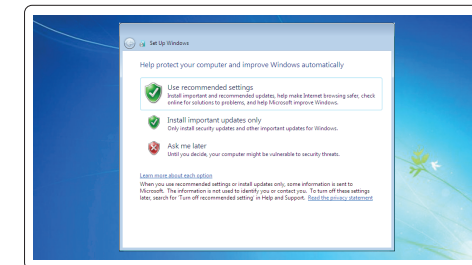 Set Up Windows
Help protect your computer and improve Windows automatically
Use recommended settings
Install important and recommended updates, help make Internet browsing safer, check
online for solutions to problems, and help Microsoft improve Windows.
Install important updates only
Only install security updates and other important updates for Windows.
Ask me later
Until you decide, your computer might be vulnerable to security threats.
Learn more about each option
When you use recommended settings or install updates only, some information is sent to
Microsoft. The information is not used to identify you or contact you. To turn off these settings
later, search for 'Turn off recommended setting' in Help and Support. Read the privacy statement